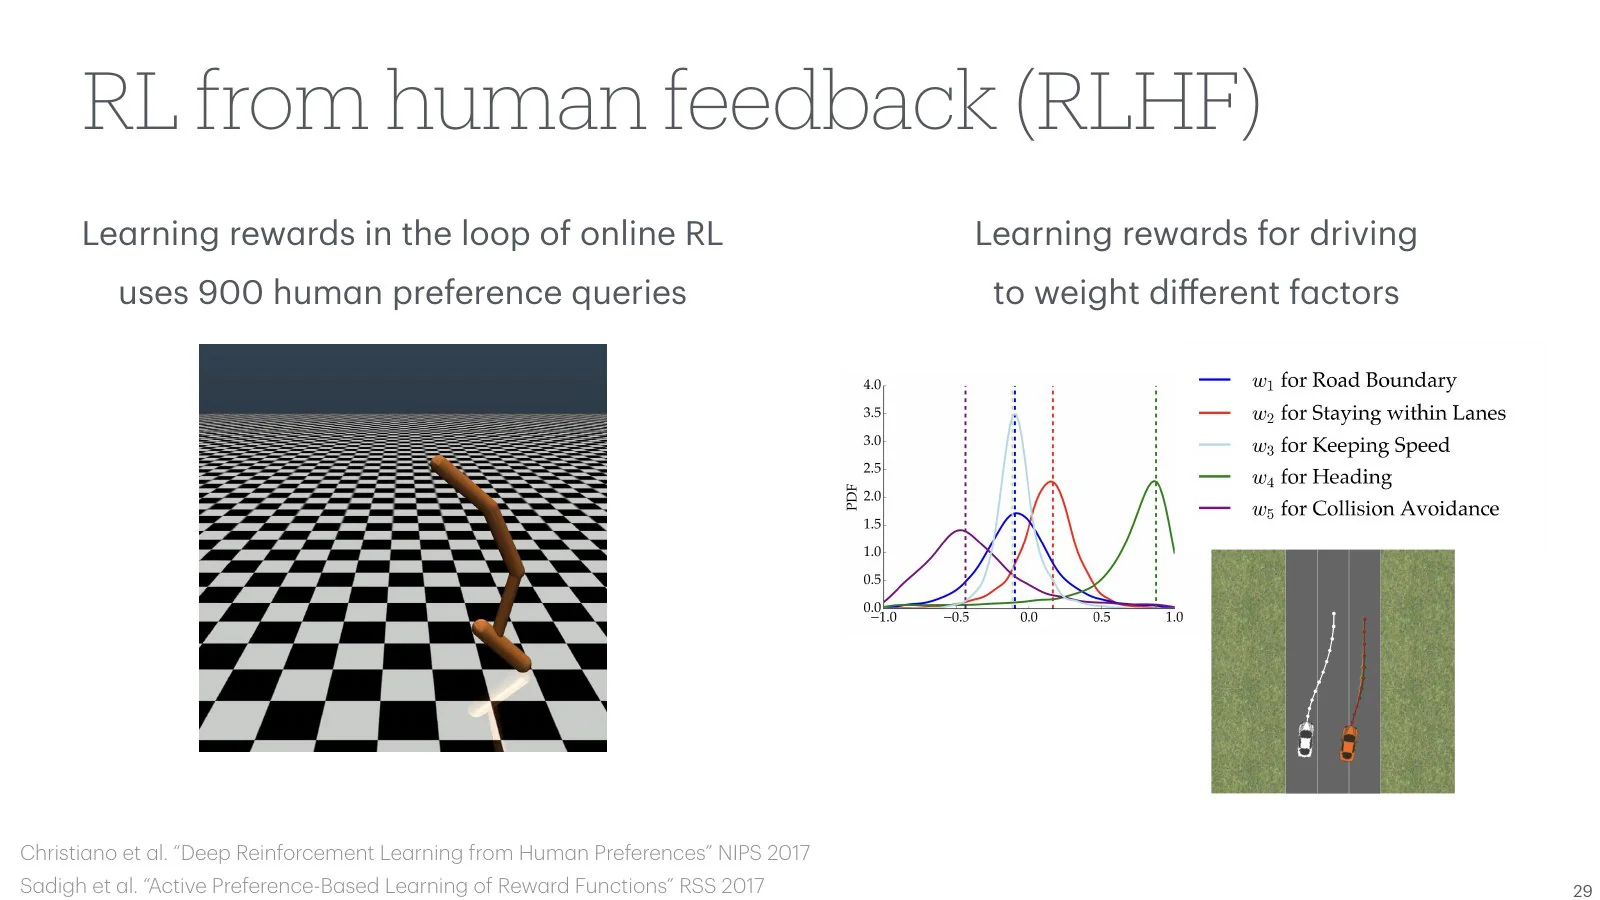 RL from human feedback (RLHF)
Learning rewards in the loop of online RL
uses 900 human preference queries
Learning rewards for driving
to weight different factors
PDF
4.0
3.5
3.0
2.5
2.0
1.5
1.0
0.5
0.0
−1.0 −0.5 0.0 0.5 1.0
w₁ for Road Boundary
w₂ for Staying within Lanes
w₃ for Keeping Speed
w₄ for Heading
w₅ for Collision Avoidance
Christiano et al. “Deep Reinforcement Learning from Human Preferences” NIPS 2017
Sadigh et al. “Active Preference-Based Learning of Reward Functions” RSS 2017
29